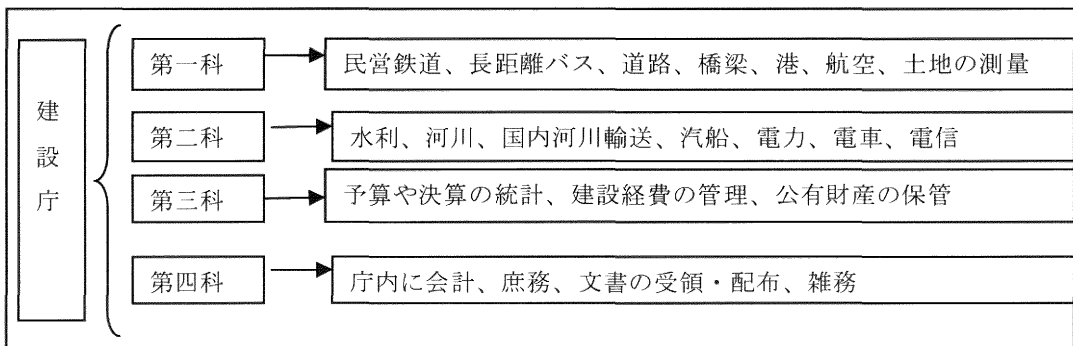 建設庁
第一科
民営鉄道、長距離バス、道路、橋梁、港、航空、土地の測量
第二科
水利、河川、国内河川輸送、汽船、電力、電車、電信
第三科
予算や決算の統計、建設経費の管理、公有財産の保管
第四科
庁内に会計、庶務、文書の受領・配布、雑務